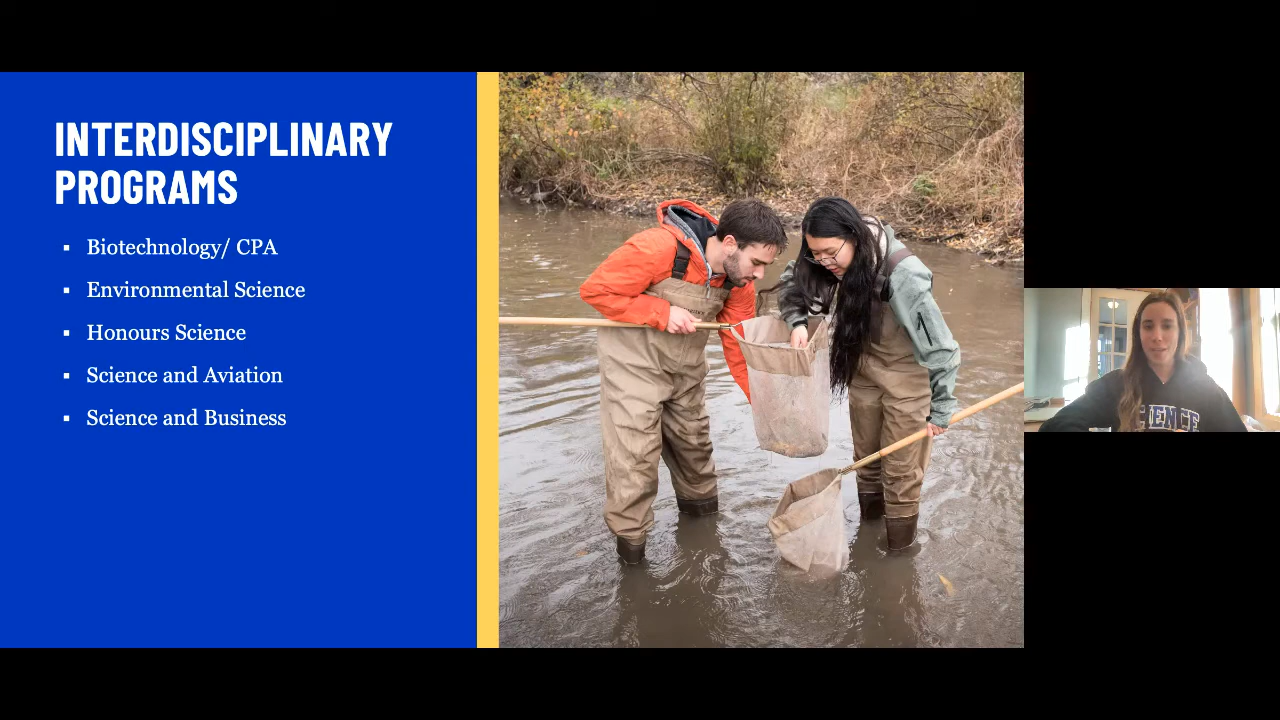 INTERDISCIPLINARY
PROGRAMS
▪ Biotechnology/ CPA
▪ Environmental Science
▪ Honours Science
▪ Science and Aviation
▪ Science and Business